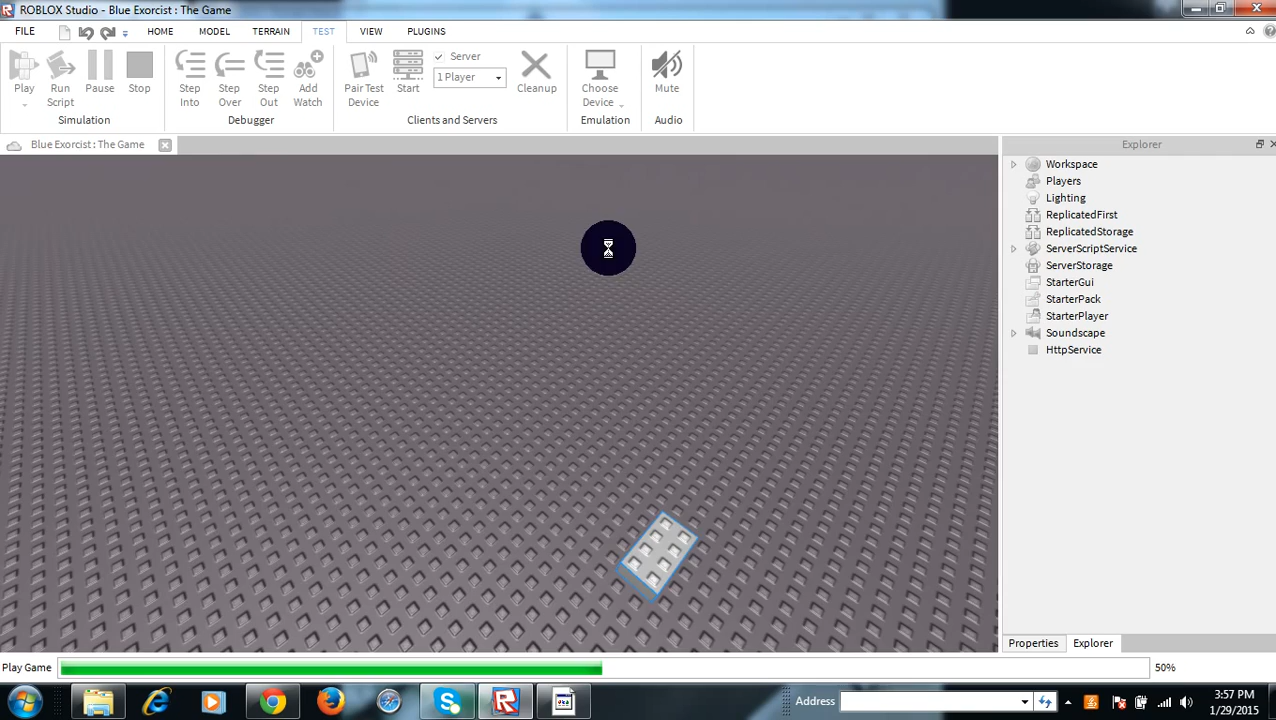 ROBLOX Studio - Blue Exorcist : The Game
FILE HOME MODEL TERRAIN TEST VIEW PLUGINS
Play Run Script Pause Stop
Simulation
Step Into Step Over Step Out Add Watch
Debugger
Pair Test Device Start Server 1 Player Cleanup
Clients and Servers
Choose Device
Emulation
Mute
Audio
Blue Exorcist : The Game
Explorer
Workspace
Players
Lighting
ReplicatedFirst
ReplicatedStorage
ServerScriptService
ServerStorage
StarterGui
StarterPack
StarterPlayer
Soundscape
HttpService
Properties Explorer
Play Game 50%
Address
3:57 PM
1/29/2015